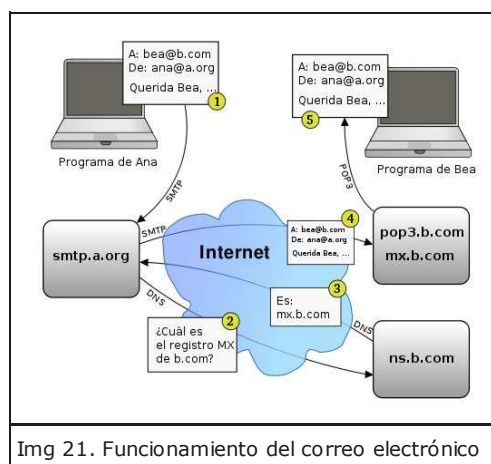 A: bea@b.com
De: ana@a.org
Querida Bea, ...
1
Programa de Ana
A: bea@b.com
De: ana@a.org
Querida Bea, ...
5
Programa de Bea
SMTP
POP3
smtp.a.org
SMTP
Internet
A: bea@b.com
De: ana@a.org
Querida Bea, ...
4
pop3.b.com
mx.b.com
Es:
mx.b.com
3
DNS
2
¿Cuál es
el registro MX
de b.com?
DNS
ns.b.com
Img 21. Funcionamiento del correo electrónico